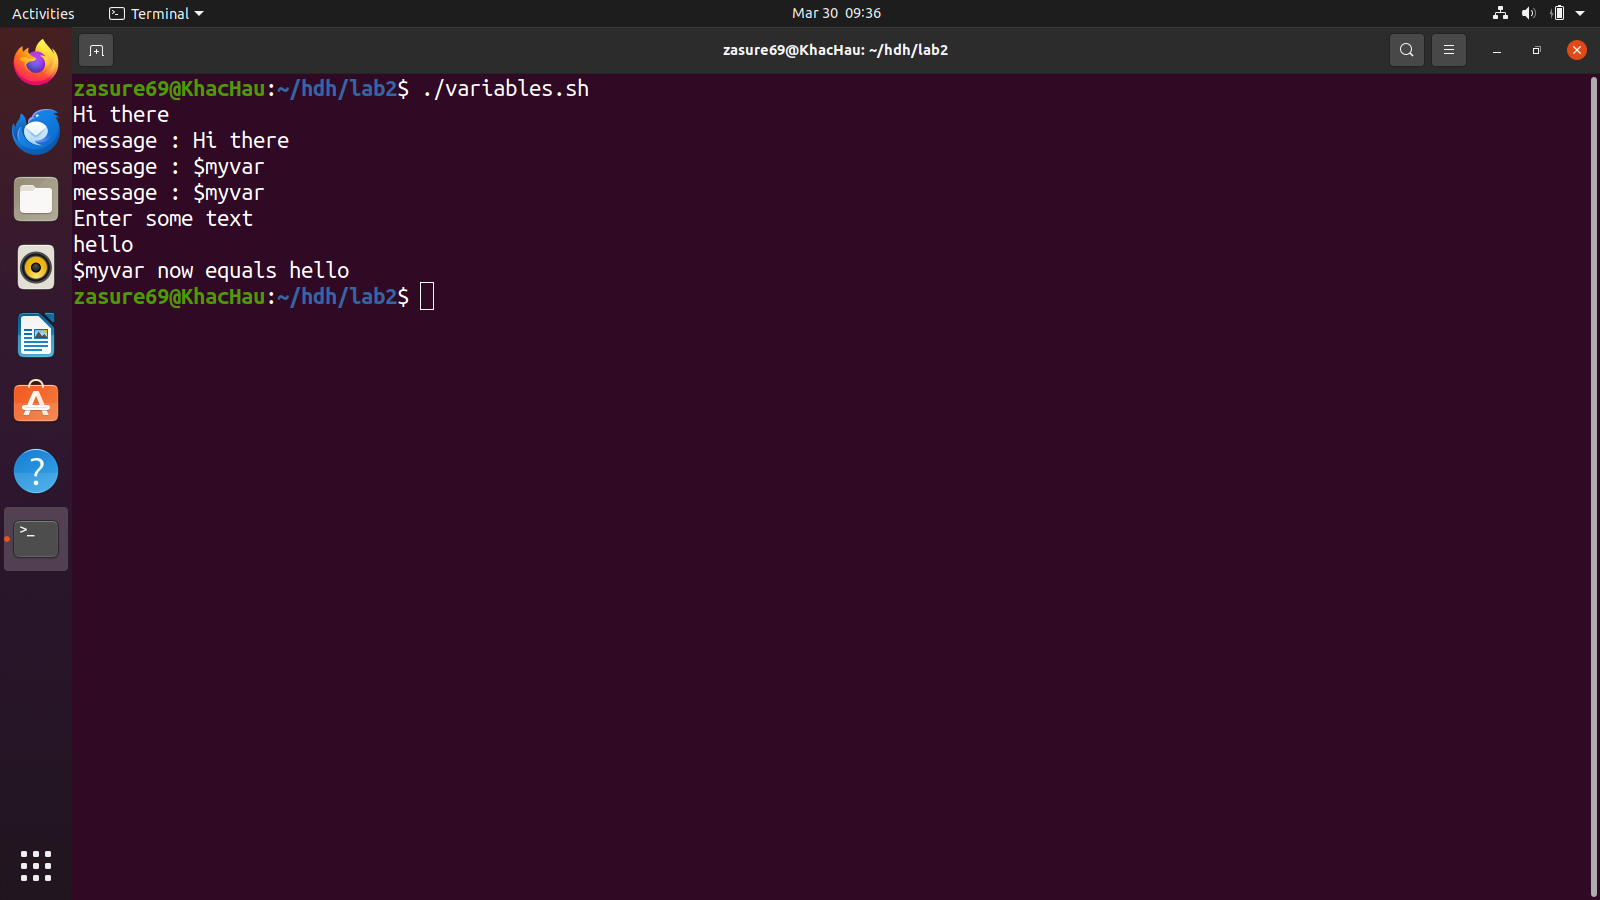 Activities
Terminal
Mar 30 09:36
zasure69@KhacHau: ~/hdh/lab2
zasure69@KhacHau:~/hdh/lab2$ ./variables.sh
Hi there
message : Hi there
message : $myvar
message : $myvar
Enter some text
hello
$myvar now equals hello
zasure69@KhacHau:~/hdh/lab2$